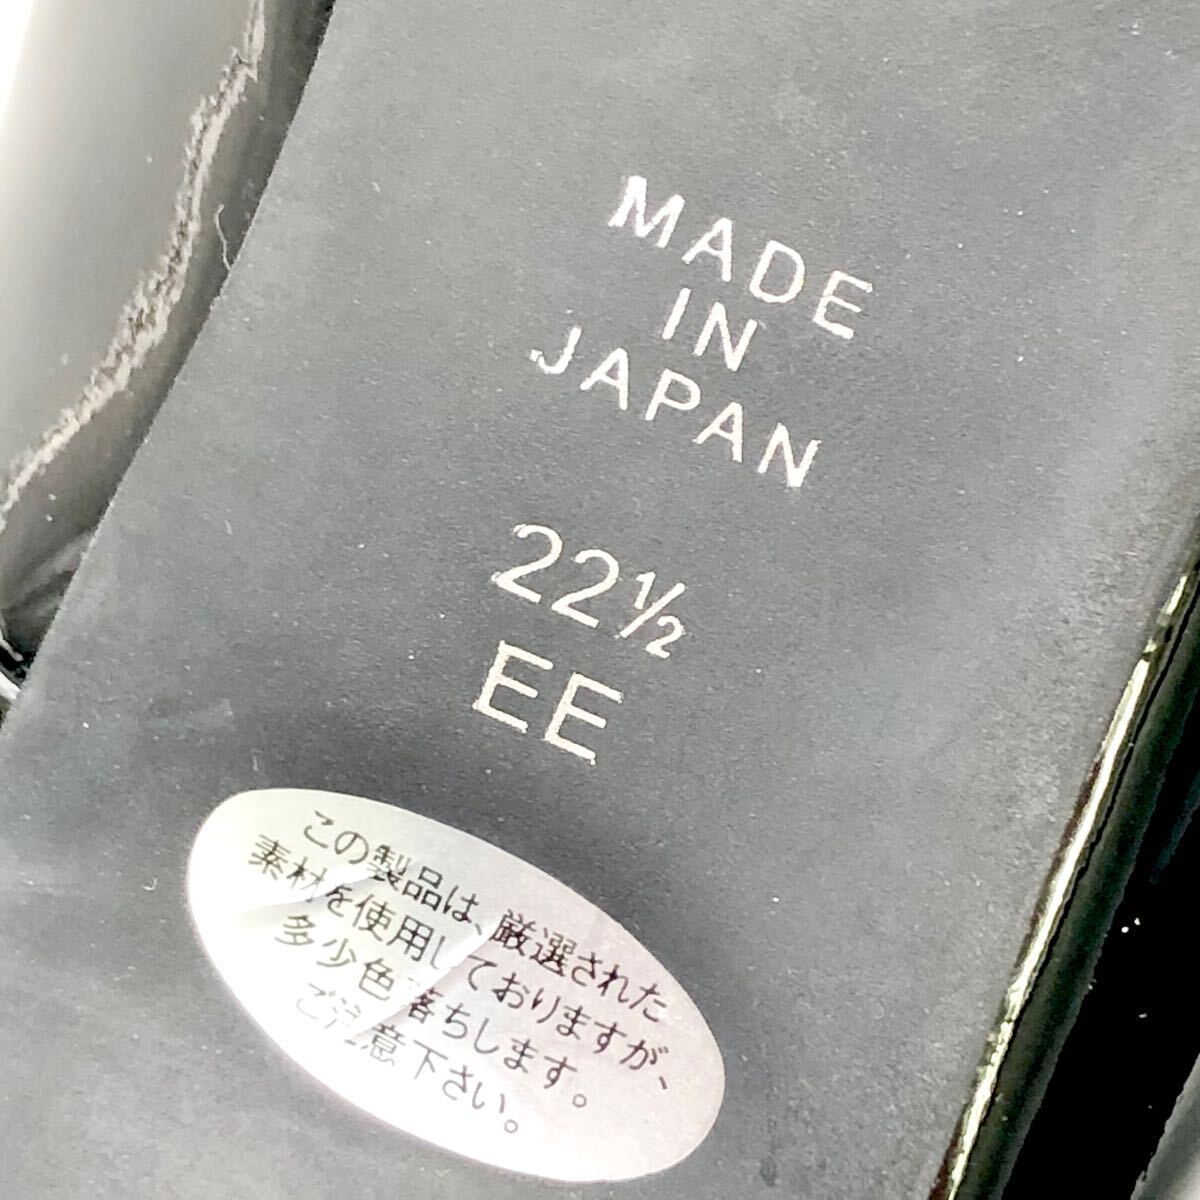 MADE
IN
JAPAN
22½
EE
この製品は、厳選された
素材を使用しておりますが、
多少色落ちします。
ご注意下さい。